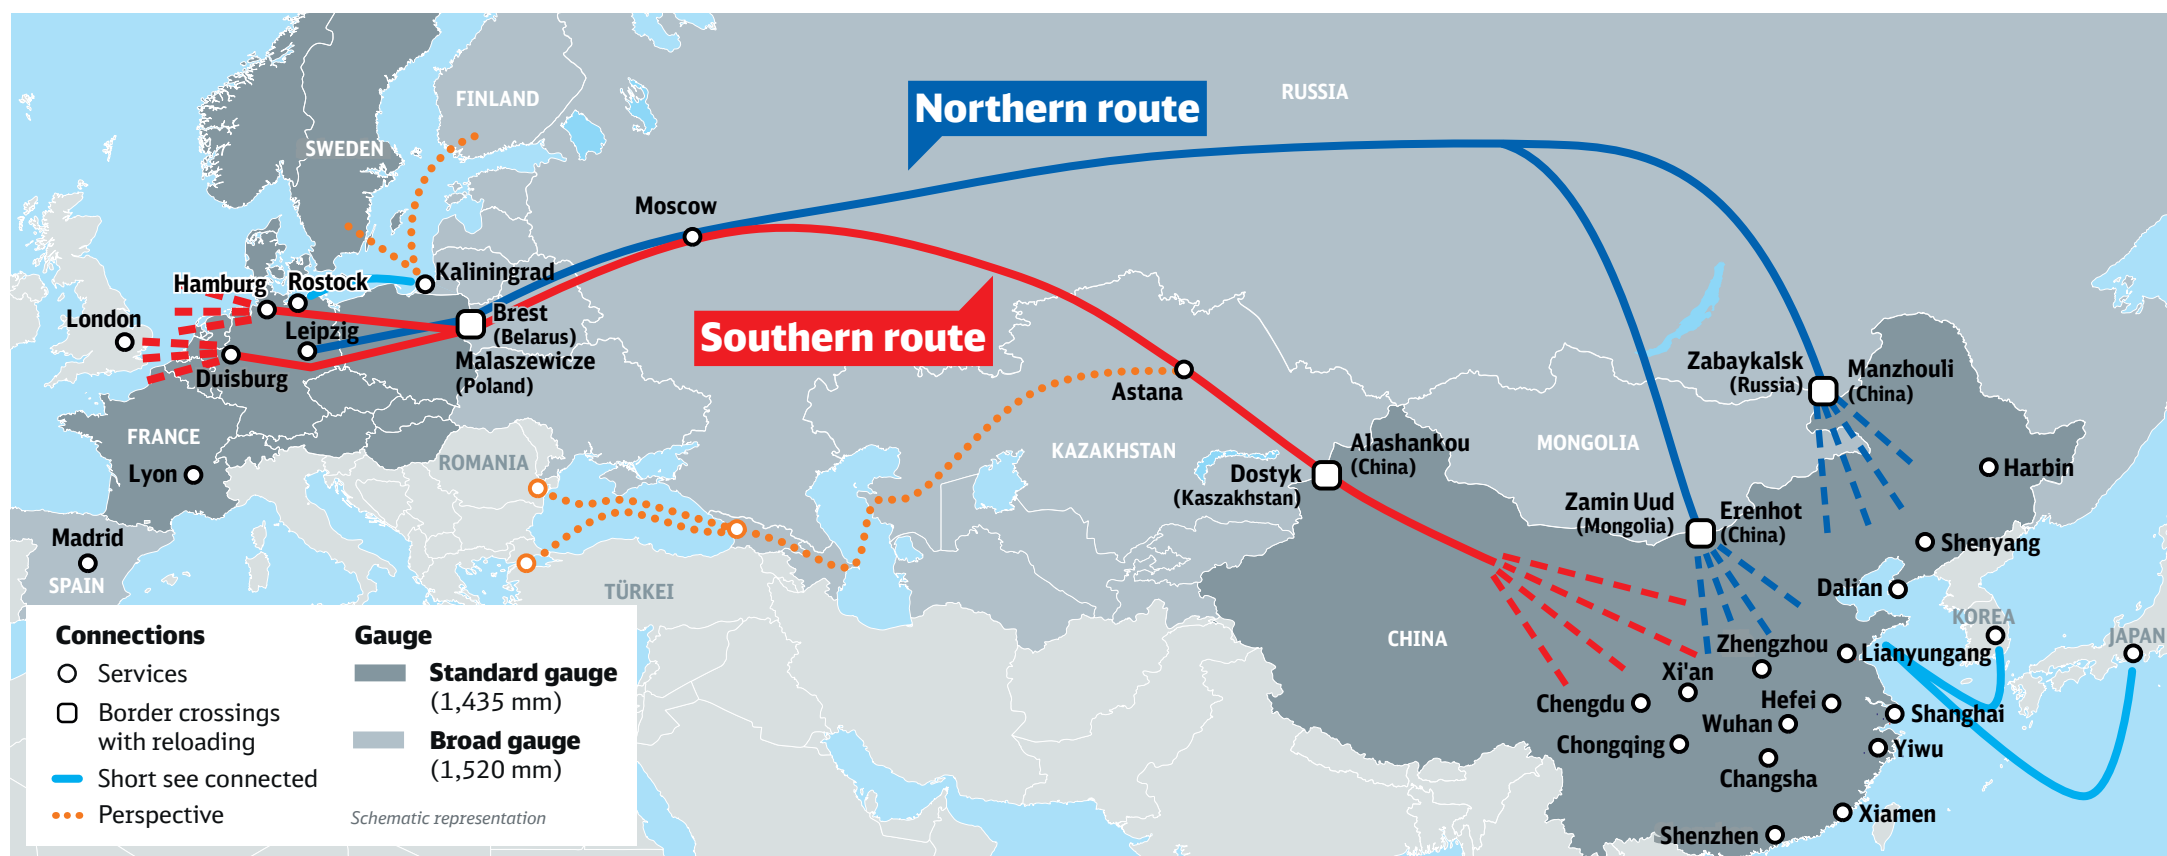 Northern route
RUSSIA
FINLAND
SWEDEN
Moscow
Kaliningrad
Hamburg
Rostock
London
Leipzig
Brest
(Belarus)
Malaszewicze
(Poland)
Duisburg
Southern route
Astana
Zabaykalsk
(Russia)
Manzhouli
(China)
FRANCE
Lyon
ROMANIA
KAZAKHSTAN
Alashankou
(China)
Dostyk
(Kaszakhstan)
MONGOLIA
Harbin
Zamin Uud
(Mongolia)
Erenhot
(China)
Madrid
SPAIN
Shenyang
TÜRKEI
Dalian
KOREA
JAPAN
CHINA
Zhengzhou
Lianyungang
Xi'an
Chengdu
Hefei
Wuhan
Shanghai
Chongqing
Yiwu
Changsha
Xiamen
Shenzhen
Connections
Services
Border crossings
with reloading
Short see connected
Perspective
Gauge
Standard gauge
(1,435 mm)
Broad gauge
(1,520 mm)
Schematic representation